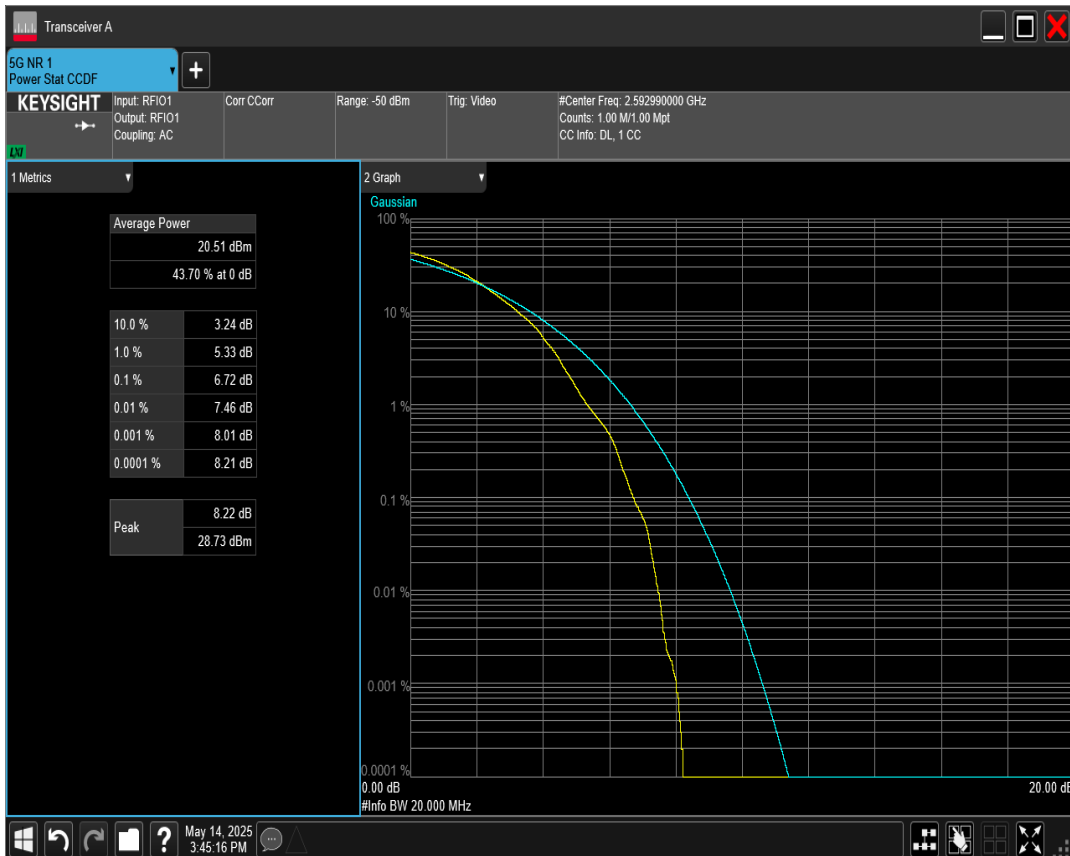 Transceiver A
5G NR 1
Power Stat CCDF
KEYSIGHT
LXI
Input: RFIO1
Output: RFIO1
Coupling: AC
Corr CCorr
Range: -50 dBm
Trig: Video
#Center Freq: 2.592990000 GHz
Counts: 1.00 M/1.00 Mpt
CC Info: DL, 1 CC
1 Metrics
Average Power
20.51 dBm
43.70 % at 0 dB
10.0 % 3.24 dB
1.0 % 5.33 dB
0.1 % 6.72 dB
0.01 % 7.46 dB
0.001 % 8.01 dB
0.0001 % 8.21 dB
Peak
8.22 dB
28.73 dBm
2 Graph
Gaussian
100 %
10 %
1 %
0.1 %
0.01 %
0.001 %
0.0001 %
0.00 dB 20.00 dB
#Info BW 20.000 MHz
May 14, 2025
3:45:16 PM